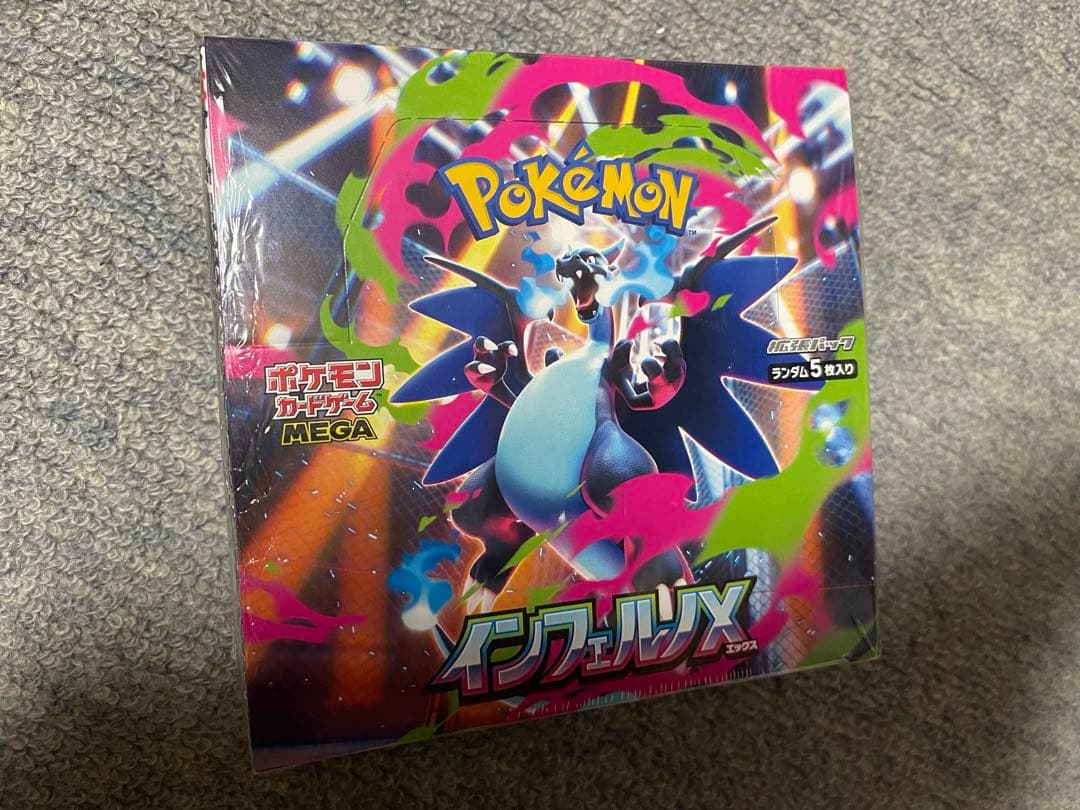 POKéMON
TM
拡張パック
ランダム5枚入り
ポケモン
カードゲーム
MEGA
インフェルノX
エックス